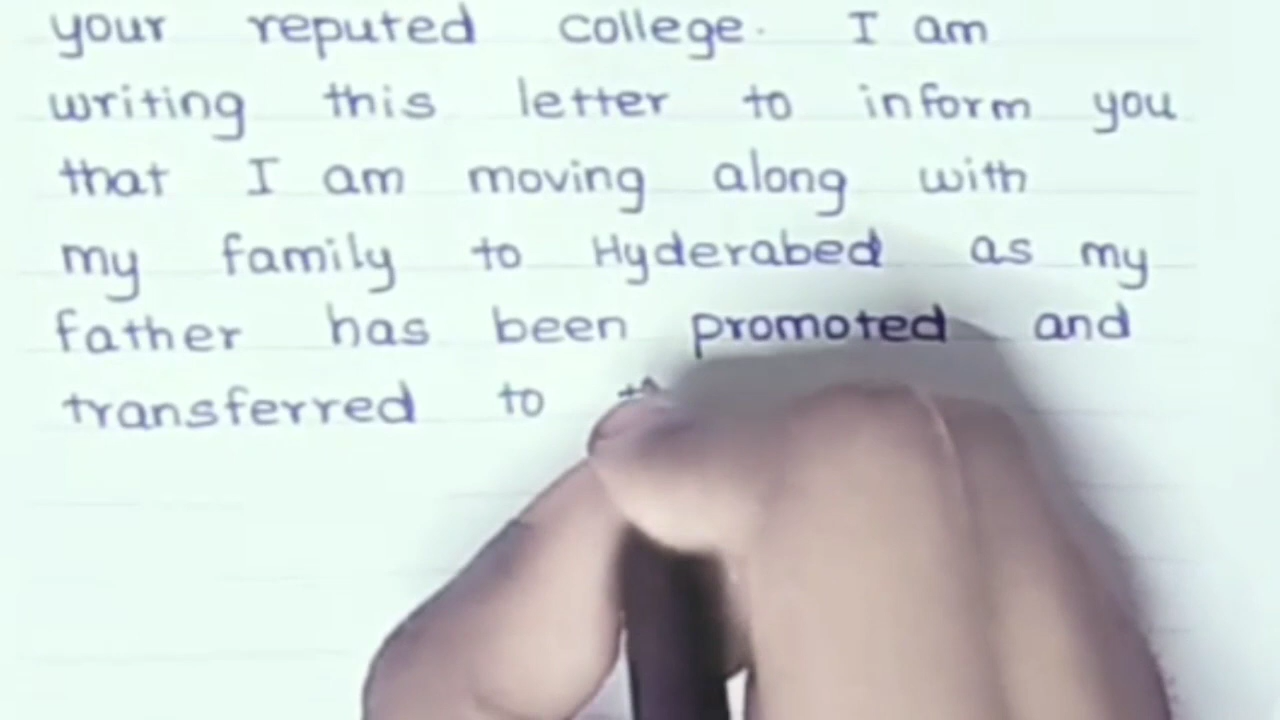 your reputed college. I am
writing this letter to inform you
that I am moving along with
my family to Hyderabed as my
father has been promoted and
transferred to